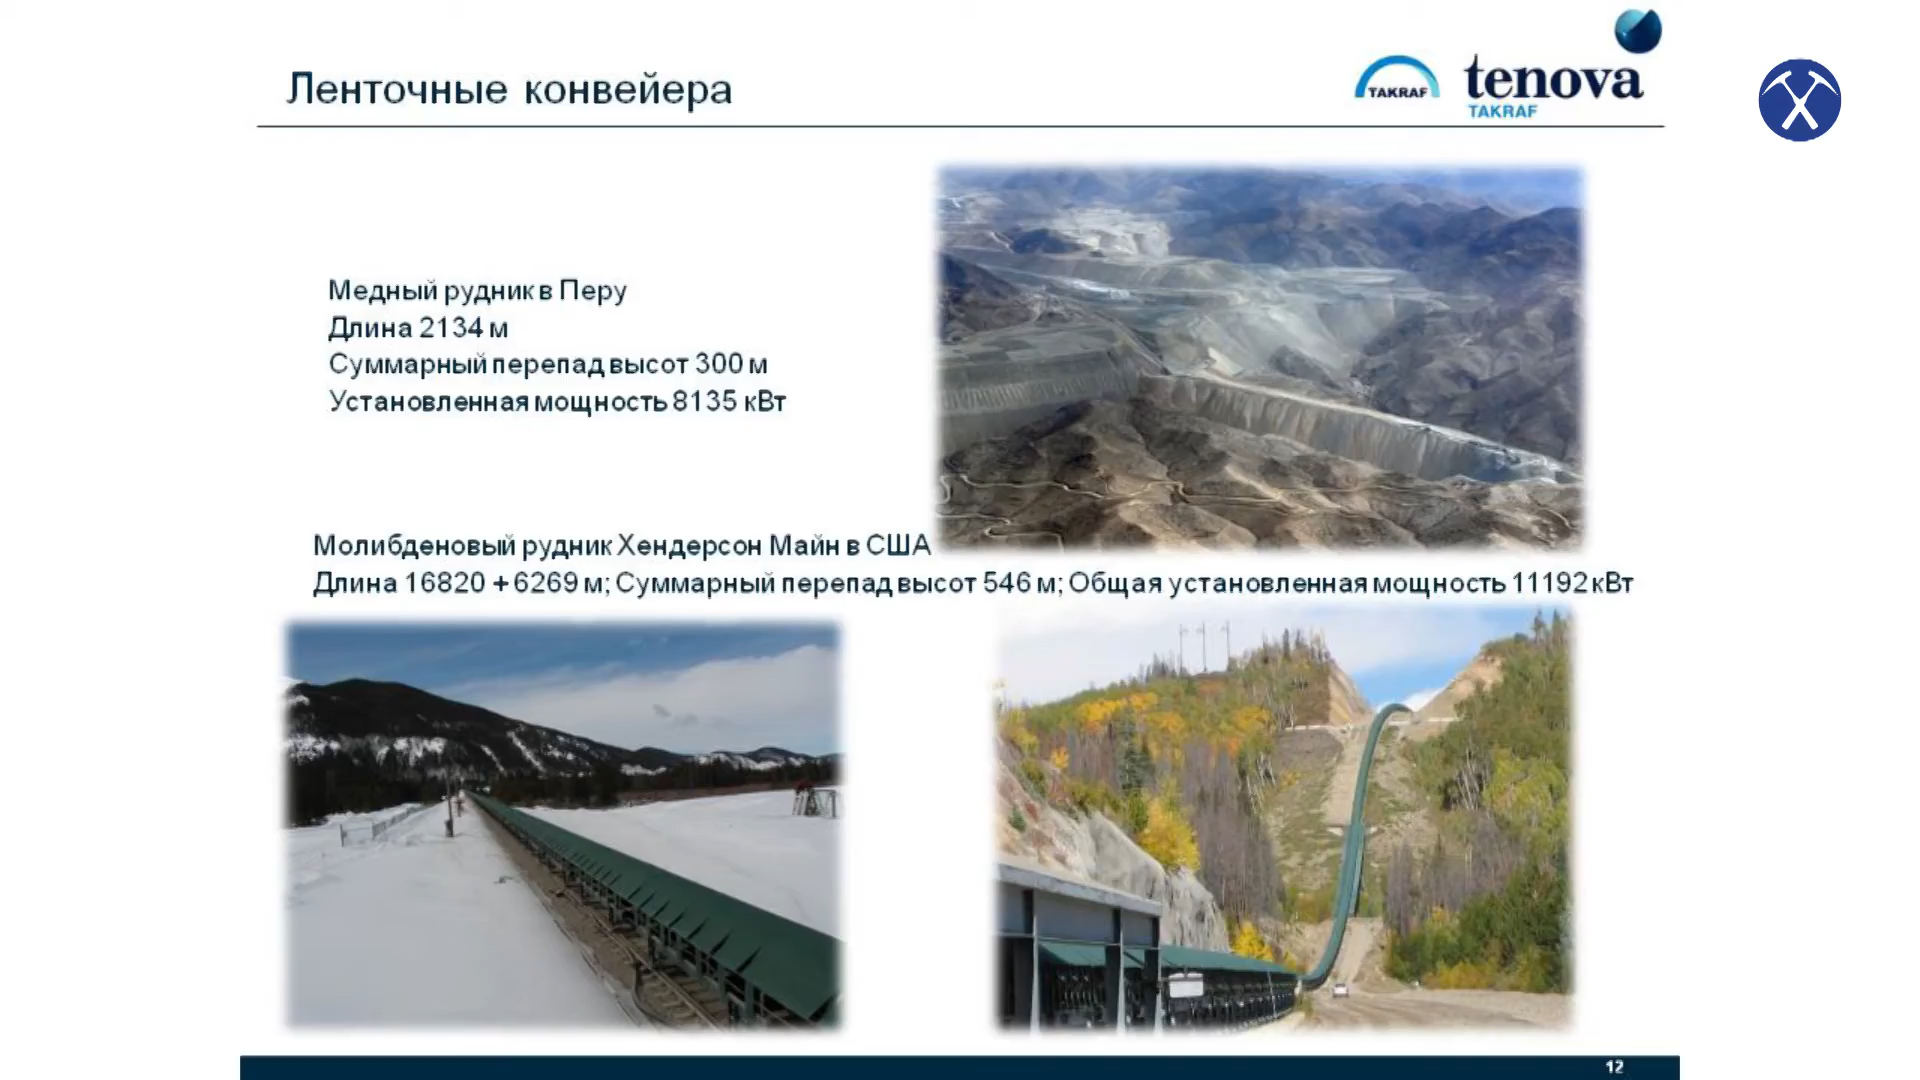 Ленточные конвейера
TAKRAF
tenova
TAKRAF
Медный рудник в Перу
Длина 2134 м
Суммарный перепад высот 300 м
Установленная мощность 8135 кВт
Молибденовый рудник Хендерсон Майн в США
Длина 16820 + 6269 м; Суммарный перепад высот 546 м; Общая установленная мощность 11192 кВт
12